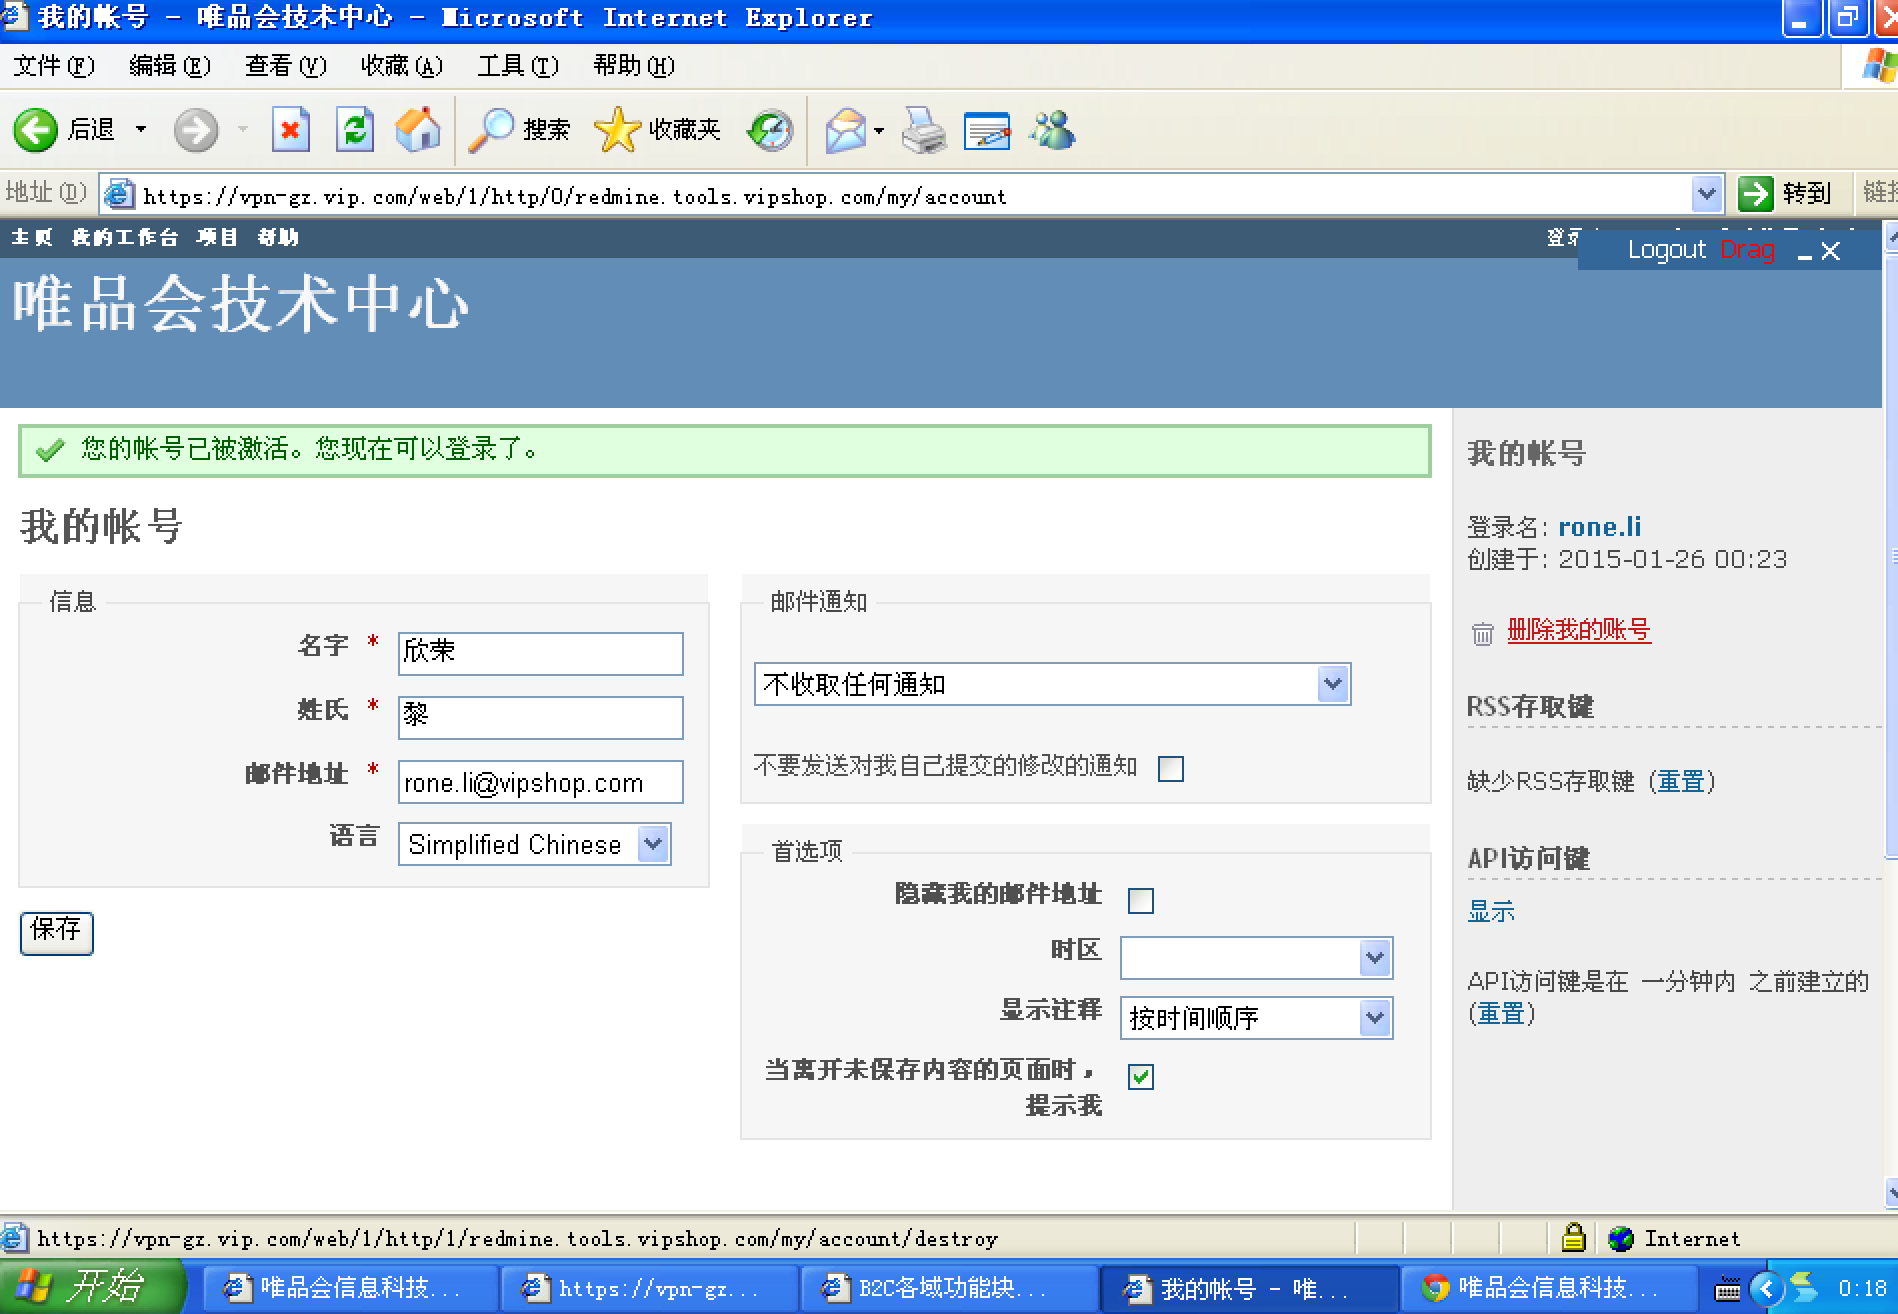 我的帐号 - 唯品会技术中心 - Microsoft Internet Explorer
文件(F) 编辑(E) 查看(V) 收藏(A) 工具(T) 帮助(H)
后退 搜索 收藏夹
地址(D) https://vpn-gz.vip.com/web/1/http/0/redmine.tools.vipshop.com/my/account 转到
主页 我的工作台 项目 帮助
Logout Drag
唯品会技术中心
您的帐号已被激活。您现在可以登录了。
我的帐号
信息
名字 * 欣荣
姓氏 * 黎
邮件地址 * rone.li@vipshop.com
语言 Simplified Chinese
保存
邮件通知
不收取任何通知
不要发送对我自己提交的修改的通知
首选项
隐藏我的邮件地址
时区
显示注释 按时间顺序
当离开未保存内容的页面时，
提示我
我的帐号
登录名: rone.li
创建于: 2015-01-26 00:23
删除我的账号
RSS存取键
缺少RSS存取键 (重置)
API访问键
显示
API访问键是在 一分钟内 之前建立的
(重置)
https://vpn-gz.vip.com/web/1/http/1/redmine.tools.vipshop.com/my/account/destroy Internet
开始 唯品会信息科技... https://vpn-gz... B2C各域功能块... 我的帐号 - 唯... 唯品会信息科技... 0:18